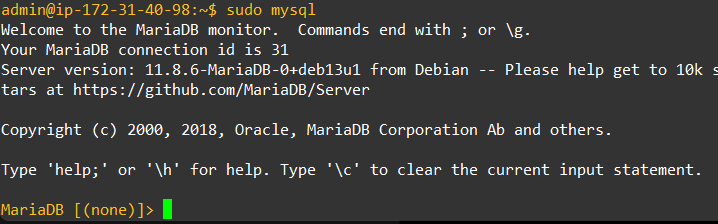 admin@ip-172-31-40-98:~$ sudo mysql
Welcome to the MariaDB monitor.  Commands end with ; or \g.
Your MariaDB connection id is 31
Server version: 11.8.6-MariaDB-0+deb13u1 from Debian -- Please help get to 10k s
tars at https://github.com/MariaDB/Server
Copyright (c) 2000, 2018, Oracle, MariaDB Corporation Ab and others.
Type 'help;' or '\h' for help. Type '\c' to clear the current input statement.
MariaDB [(none)]>